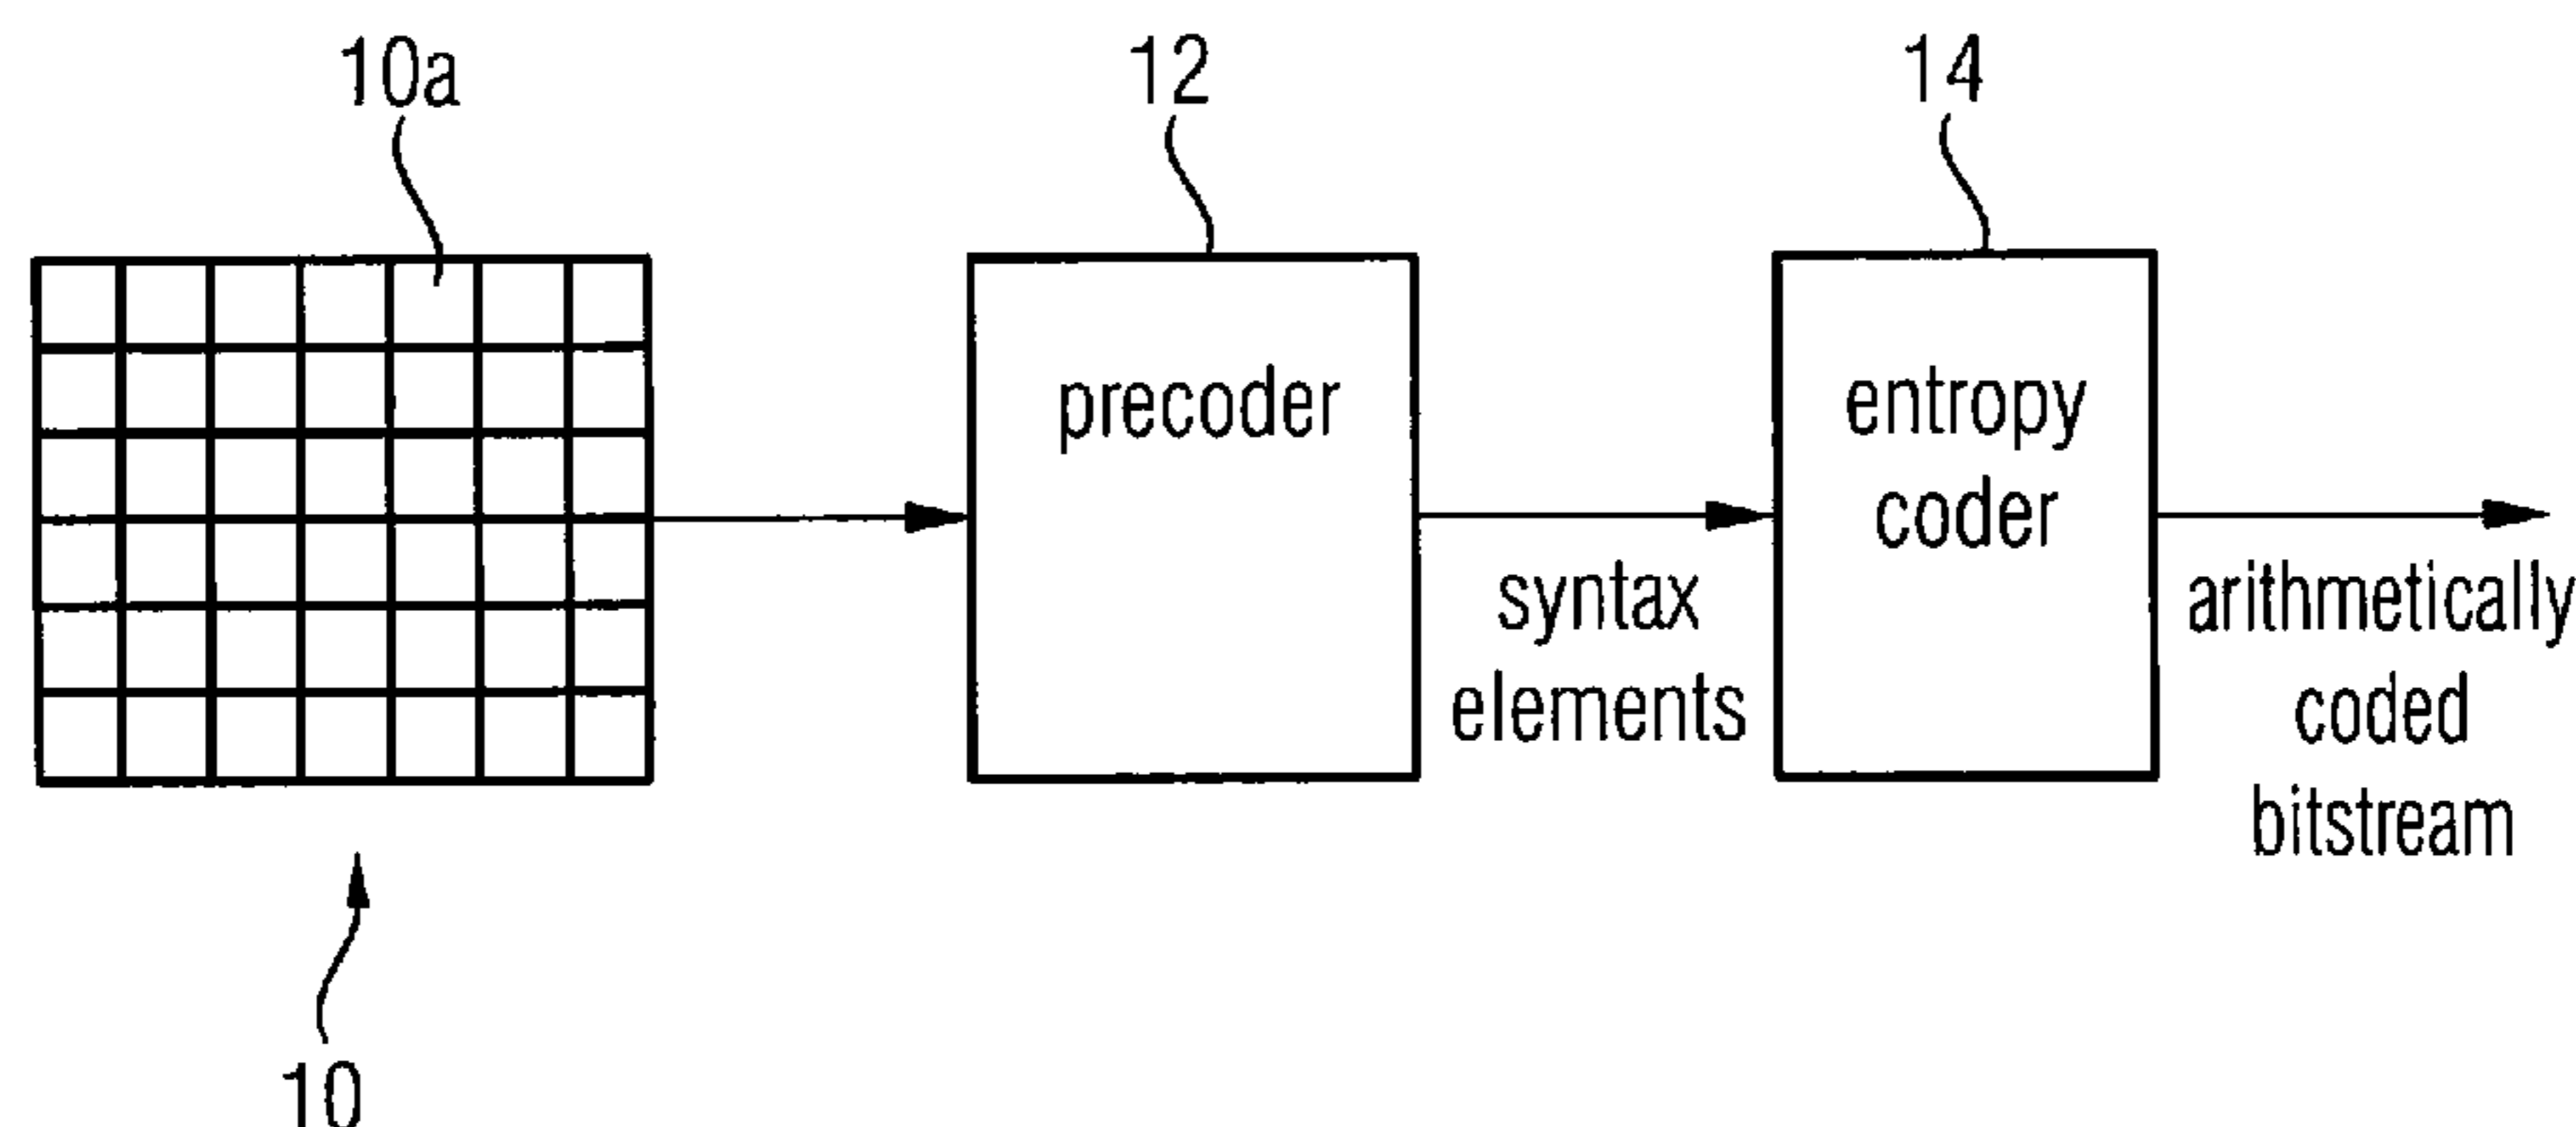 10a
12
14
precoder
entropy
coder
syntax
elements
arithmetically
coded
bitstream
10